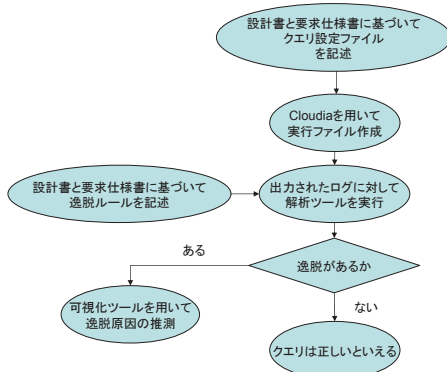 設計書と要求仕様書に基づいて
クエリ設定ファイル
を記述
Cloudiaを用いて
実行ファイル作成
設計書と要求仕様書に基づいて
逸脱ルールを記述
出力されたログに対して
解析ツールを実行
ある
逸脱があるか
可視化ツールを用いて
逸脱原因の推測
ない
クエリは正しいといえる